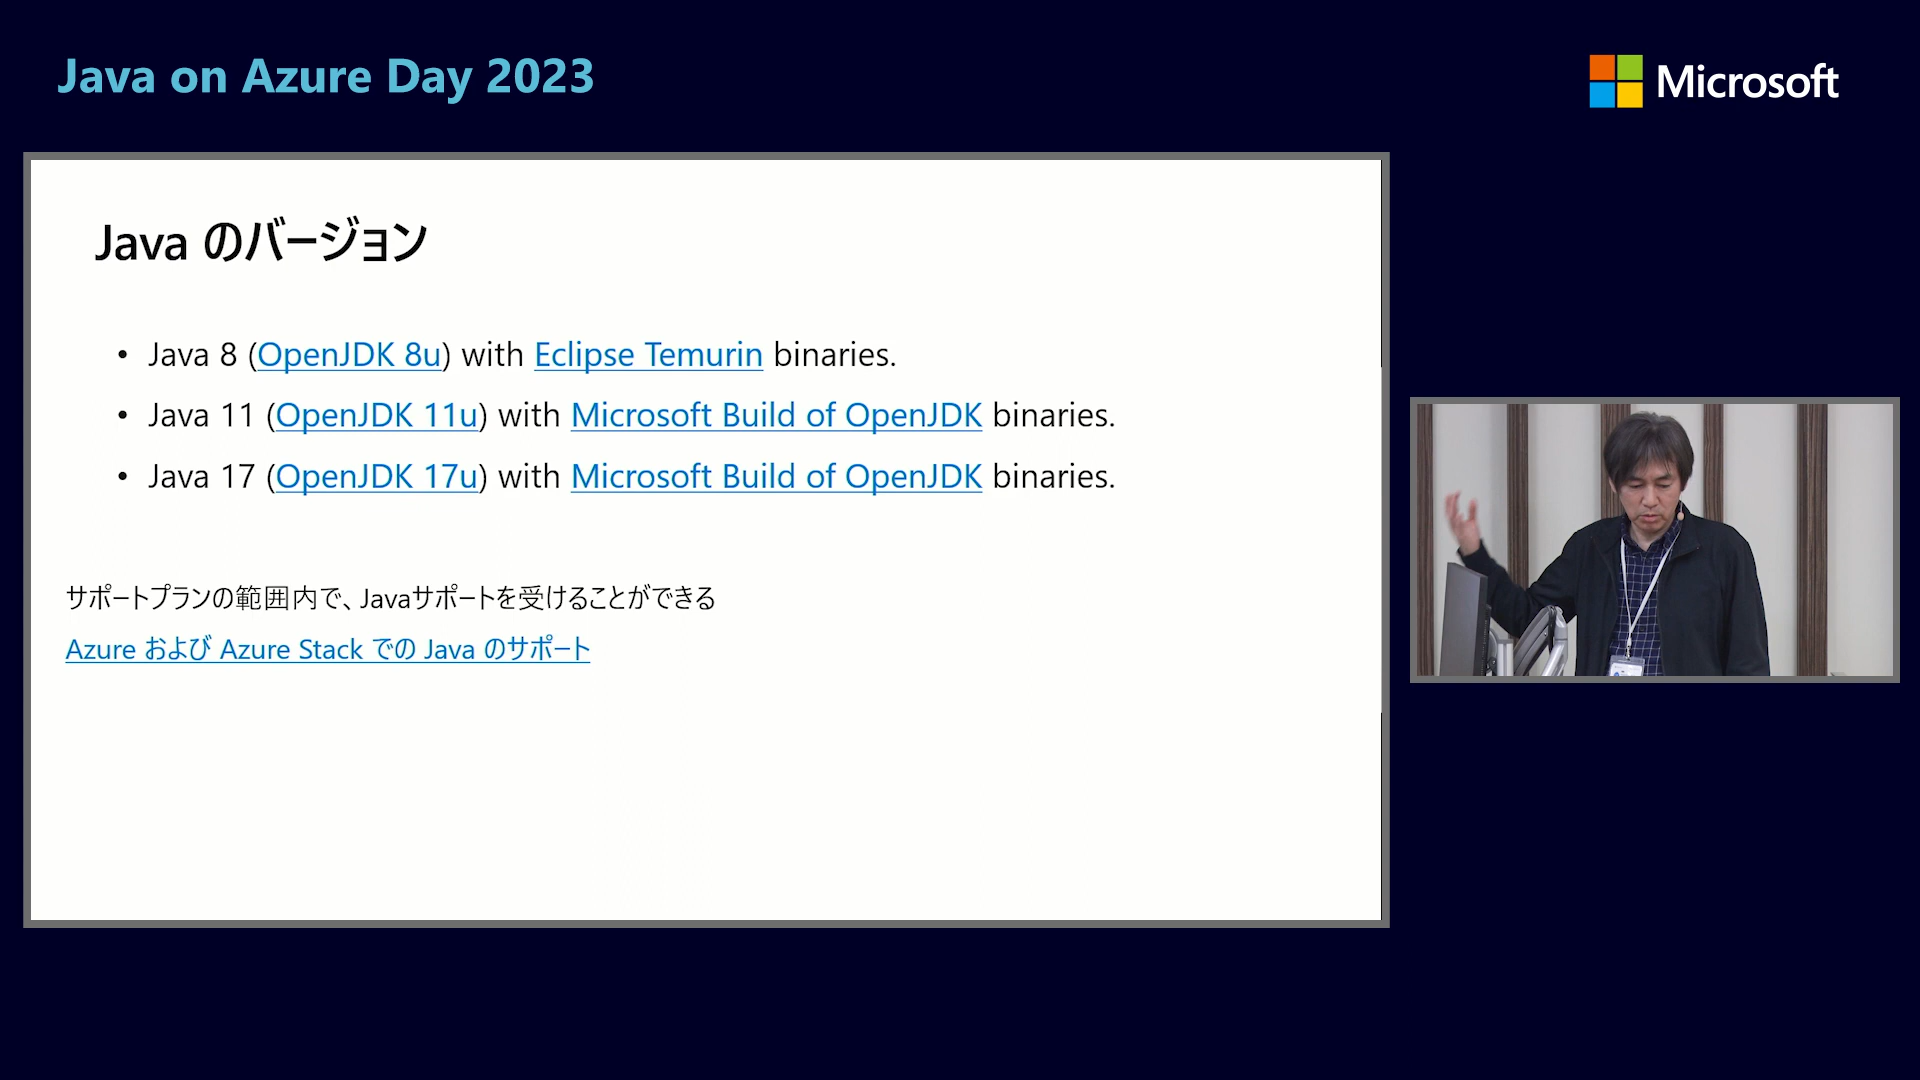 Java on Azure Day 2023
Microsoft
Java のバージョン
• Java 8 (OpenJDK 8u) with Eclipse Temurin binaries.
• Java 11 (OpenJDK 11u) with Microsoft Build of OpenJDK binaries.
• Java 17 (OpenJDK 17u) with Microsoft Build of OpenJDK binaries.
サポートプランの範囲内で、Javaサポートを受けることができる
Azure および Azure Stack での Java のサポート